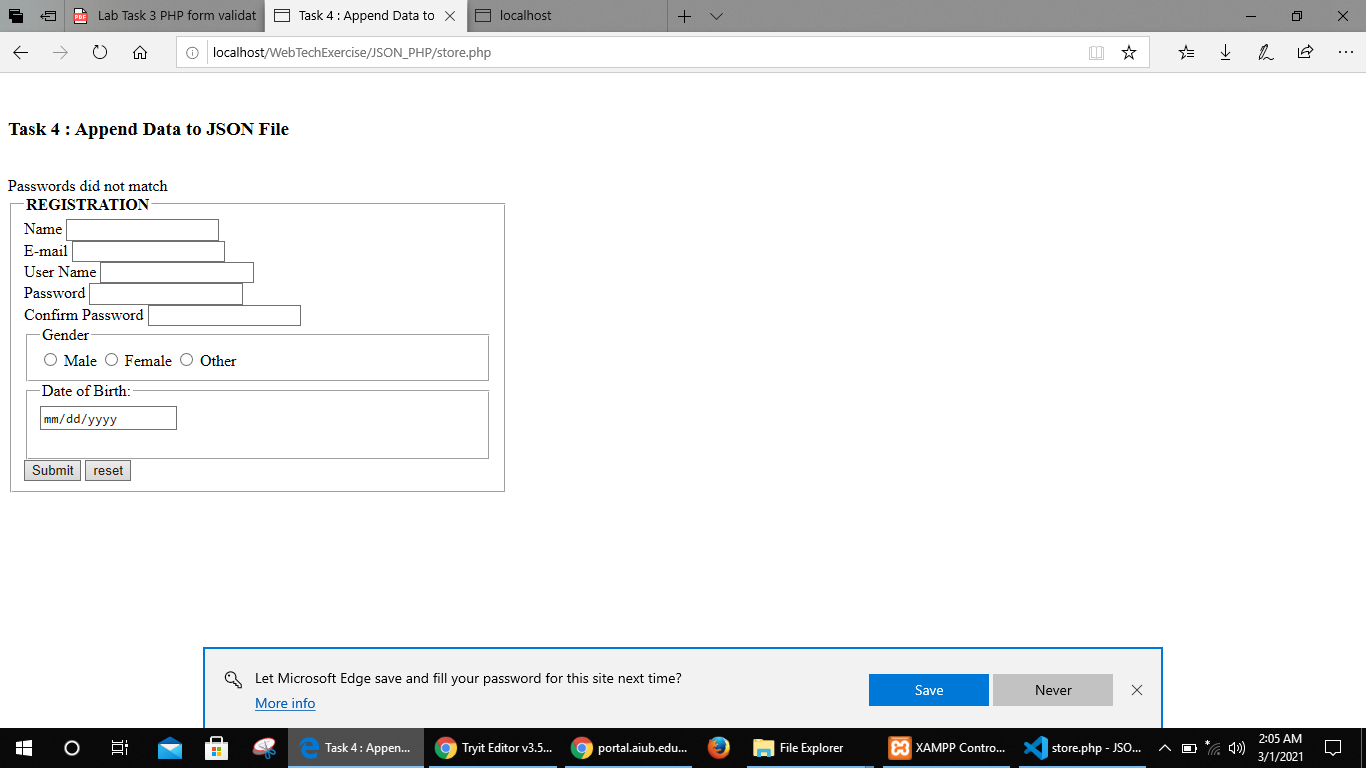 Lab Task 3 PHP form validat
Task 4 : Append Data to
localhost
localhost/WebTechExercise/JSON_PHP/store.php
Task 4 : Append Data to JSON File
Passwords did not match
REGISTRATION
Name
E-mail
User Name
Password
Confirm Password
Gender
Male Female Other
Date of Birth:
mm/dd/yyyy
Submit reset
Let Microsoft Edge save and fill your password for this site next time?
More info
Save
Never
Task 4 : Appen...
Tryit Editor v3.5...
portal.aiub.edu...
File Explorer
XAMPP Contro...
store.php - JSO...
2:05 AM
3/1/2021